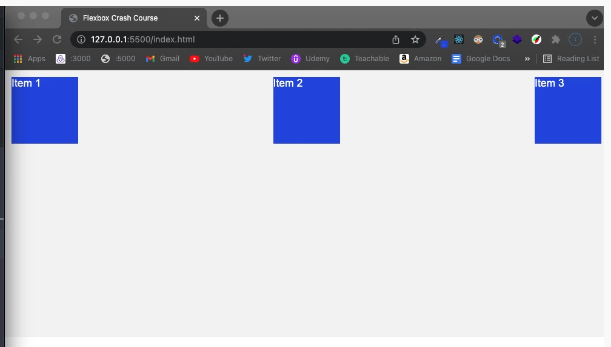 Flexbox Crash Course
127.0.0.1:5500/index.html
Apps :3000 :5000 Gmail YouTube Twitter Udemy Teachable Amazon Google Docs » Reading List
Item 1 Item 2 Item 3